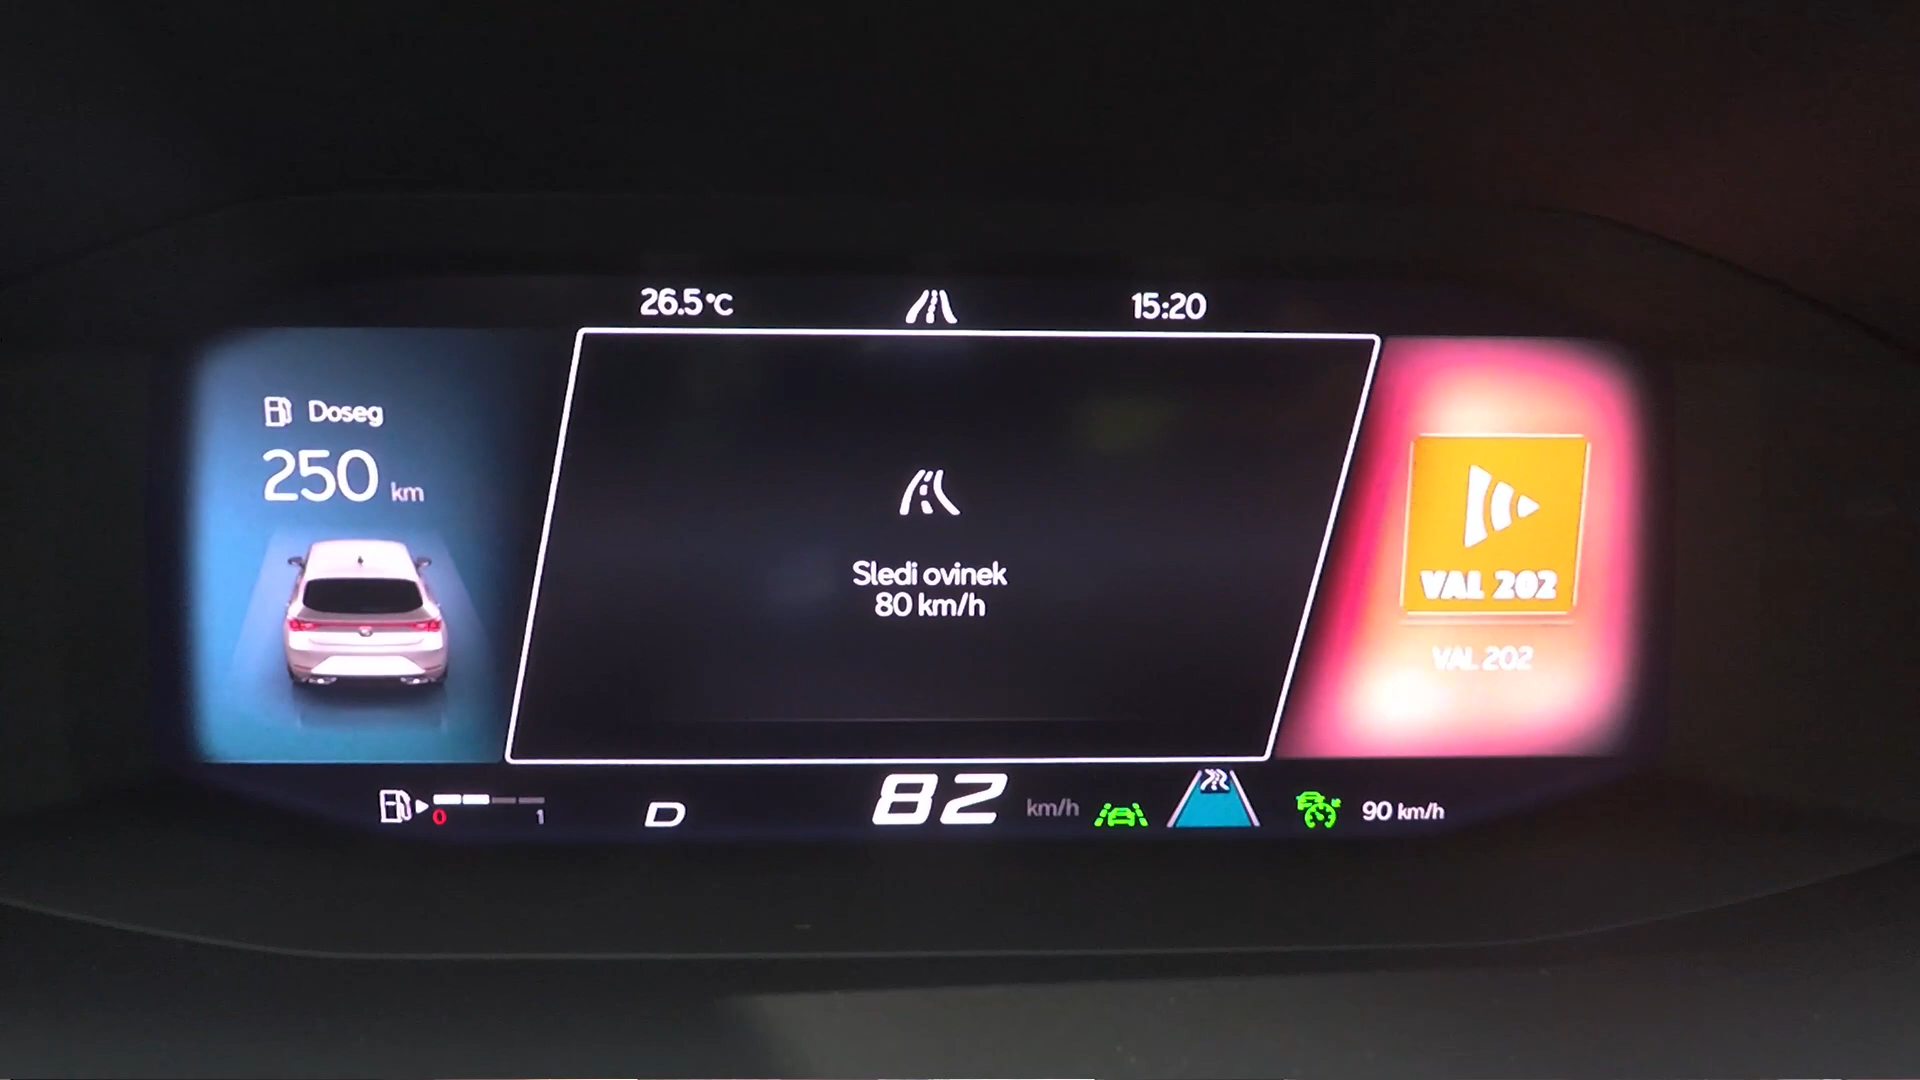 26.5°C
15:20
Doseg
250 km
Sledi ovinek
80 km/h
VAL 202
VAL 202
0
1
D
82 km/h
90 km/h